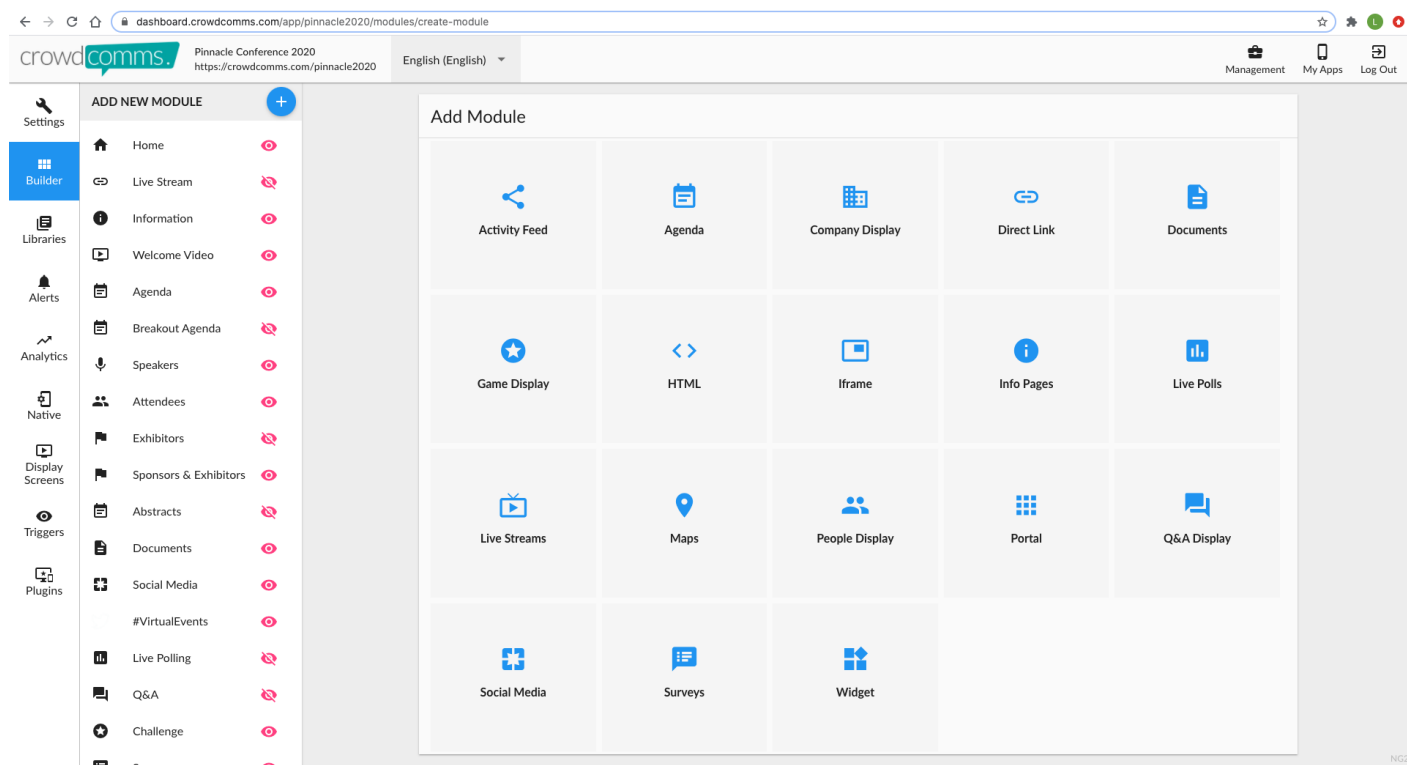 dashboard.crowdcomms.com/app/pinnacle2020/modules/create-module
L
crowdcomms.
Pinnacle Conference 2020
https://crowdcomms.com/pinnacle2020
English (English)
Management
My Apps
Log Out
Settings
Builder
Libraries
Alerts
Analytics
Native
Display
Screens
Triggers
Plugins
ADD NEW MODULE
Home
Live Stream
Information
Welcome Video
Agenda
Breakout Agenda
Speakers
Attendees
Exhibitors
Sponsors & Exhibitors
Abstracts
Documents
Social Media
#VirtualEvents
Live Polling
Q&A
Challenge
Add Module
Activity Feed
Agenda
Company Display
Direct Link
Documents
Game Display
HTML
Iframe
Info Pages
Live Polls
Live Streams
Maps
People Display
Portal
Q&A Display
Social Media
Surveys
Widget